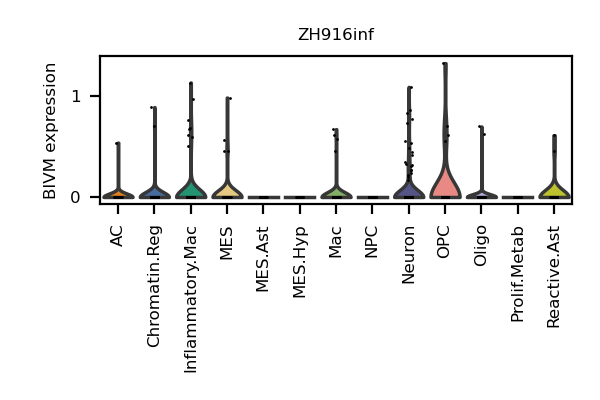 ZH916inf
BIVM expression
1
0
AC
Chromatin.Reg
Inflammatory.Mac
MES
MES.Ast
MES.Hyp
Mac
NPC
Neuron
OPC
Oligo
Prolif.Metab
Reactive.Ast